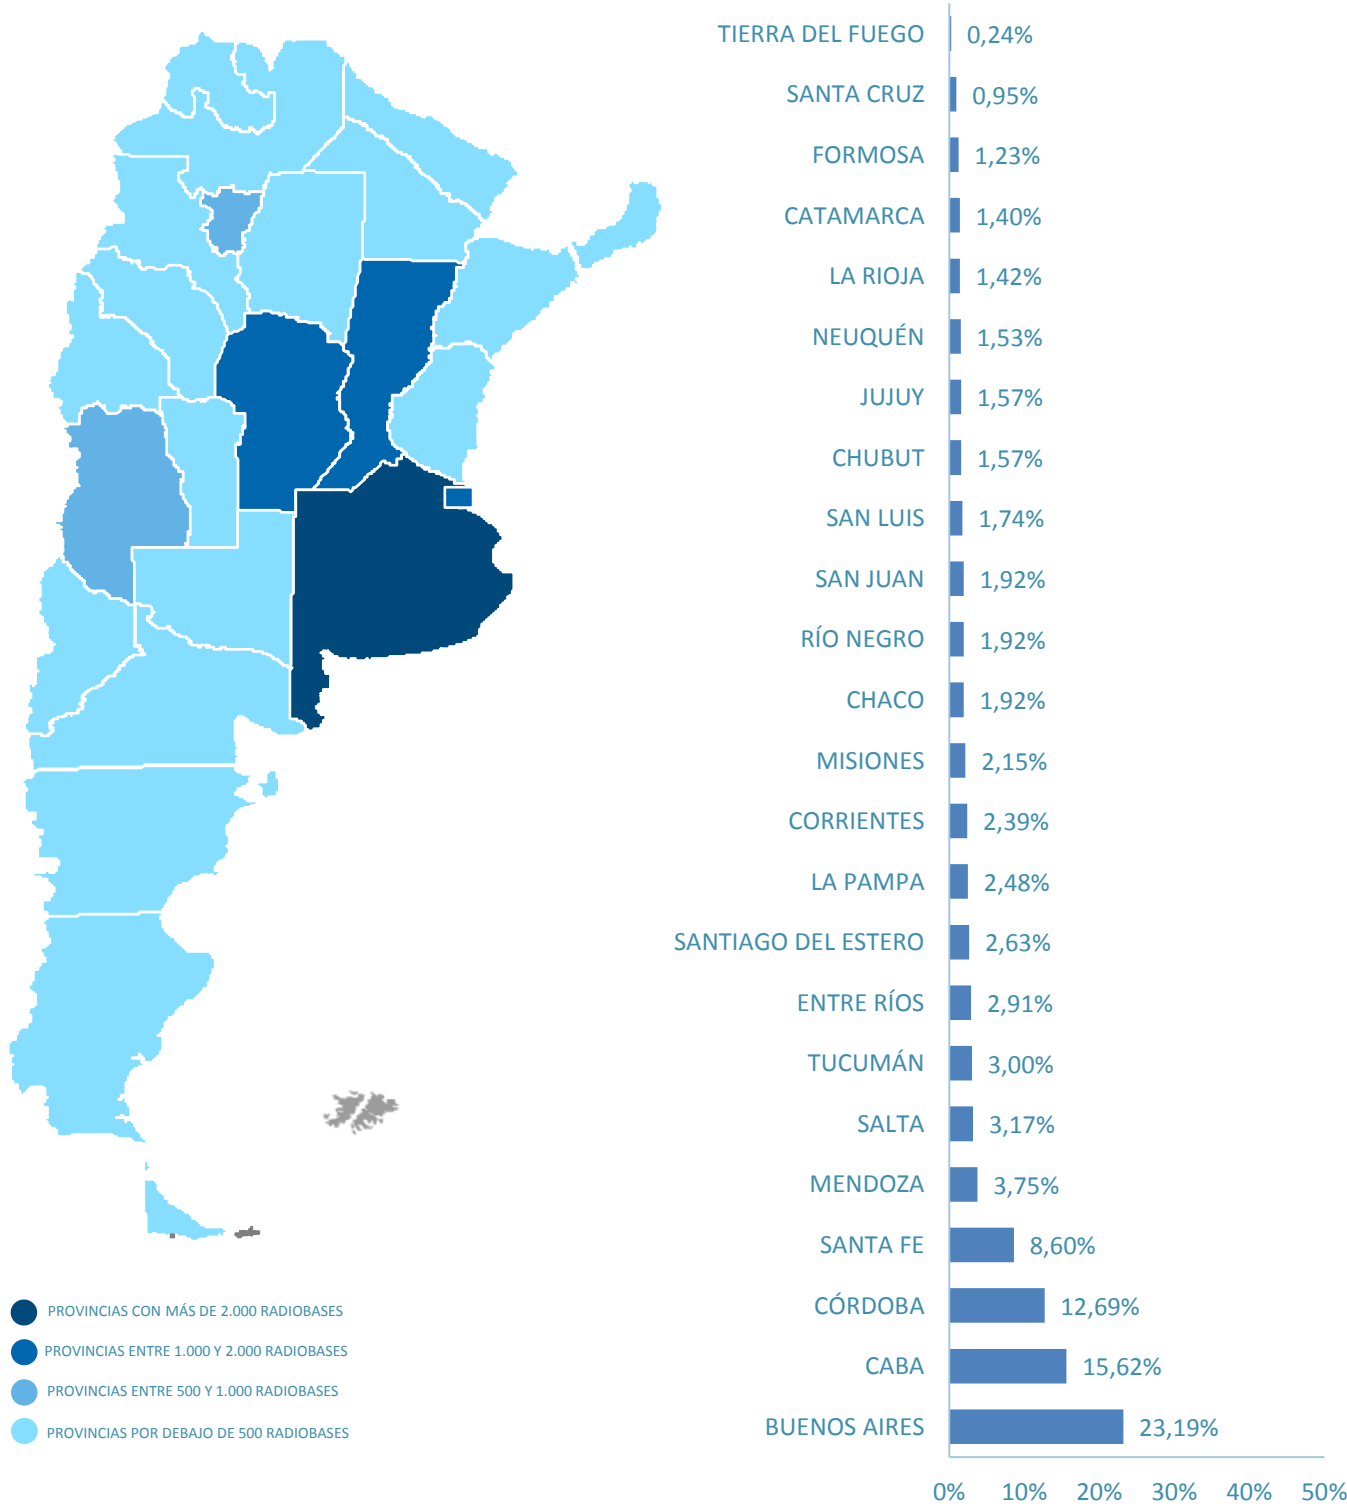 TIERRA DEL FUEGO 0,24%
SANTA CRUZ 0,95%
FORMOSA 1,23%
CATAMARCA 1,40%
LA RIOJA 1,42%
NEUQUÉN 1,53%
JUJUY 1,57%
CHUBUT 1,57%
SAN LUIS 1,74%
SAN JUAN 1,92%
RÍO NEGRO 1,92%
CHACO 1,92%
MISIONES 2,15%
CORRIENTES 2,39%
LA PAMPA 2,48%
SANTIAGO DEL ESTERO 2,63%
ENTRE RÍOS 2,91%
TUCUMÁN 3,00%
SALTA 3,17%
MENDOZA 3,75%
SANTA FE 8,60%
CÓRDOBA 12,69%
CABA 15,62%
BUENOS AIRES 23,19%
0% 10% 20% 30% 40% 50%
PROVINCIAS CON MÁS DE 2.000 RADIOBASES
PROVINCIAS ENTRE 1.000 Y 2.000 RADIOBASES
PROVINCIAS ENTRE 500 Y 1.000 RADIOBASES
PROVINCIAS POR DEBAJO DE 500 RADIOBASES